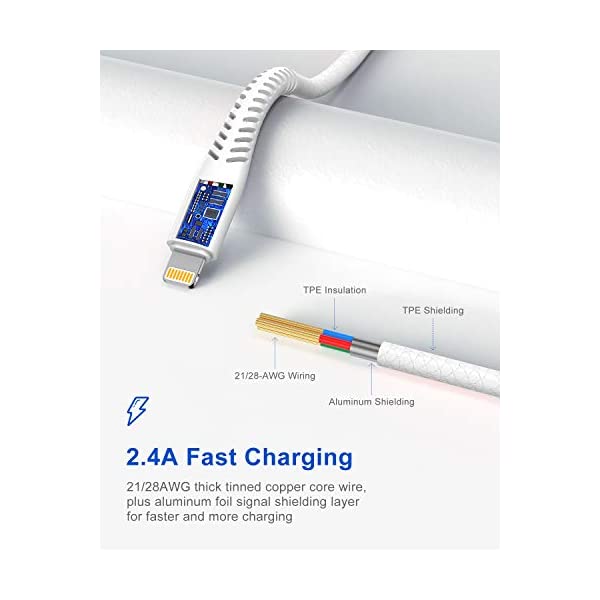 TPE Insulation
TPE Shielding
21/28-AWG Wiring
Aluminum Shielding
2.4A Fast Charging
21/28AWG thick tinned copper core wire,
plus aluminum foil signal shielding layer
for faster and more charging